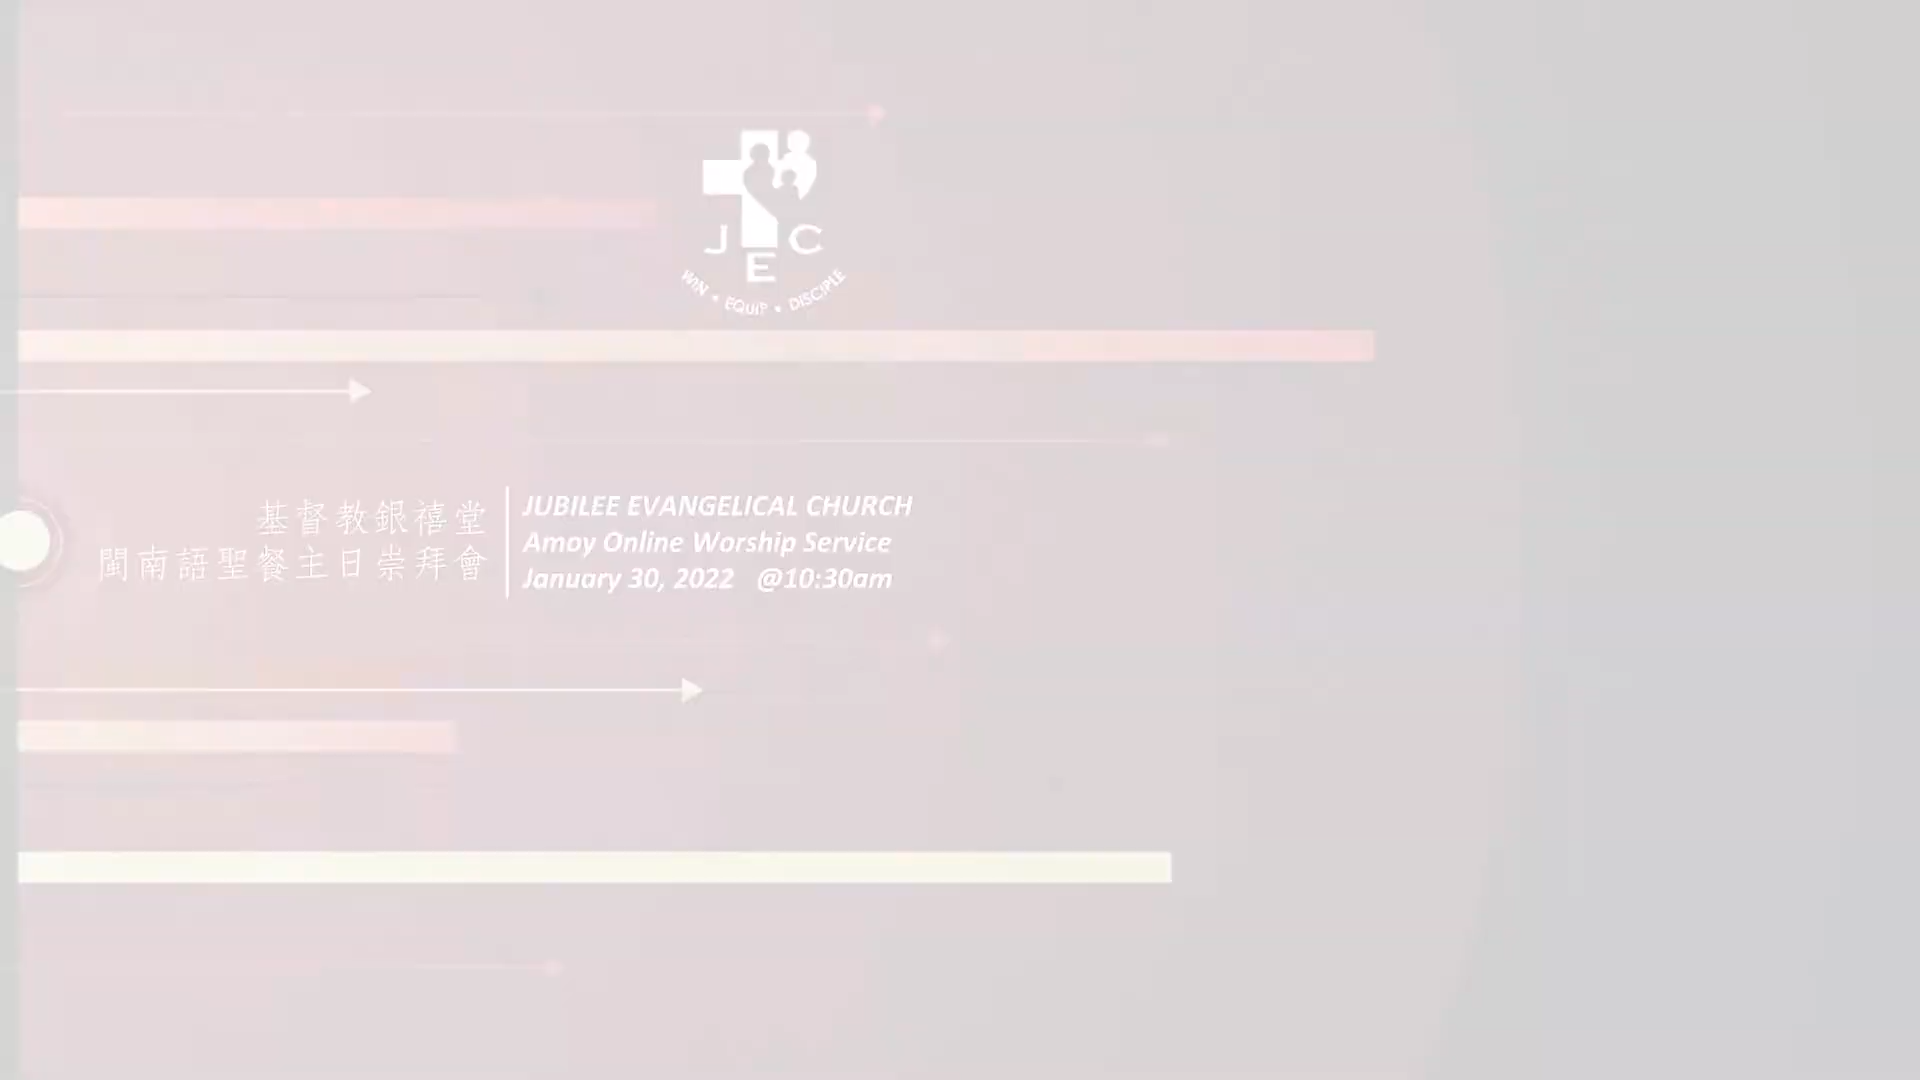 J E C
WIN • EQUIP • DISCIPLE
基督教銀禧堂
閩南語聖餐主日崇拜會
JUBILEE EVANGELICAL CHURCH
Amoy Online Worship Service
January 30, 2022 @10:30am